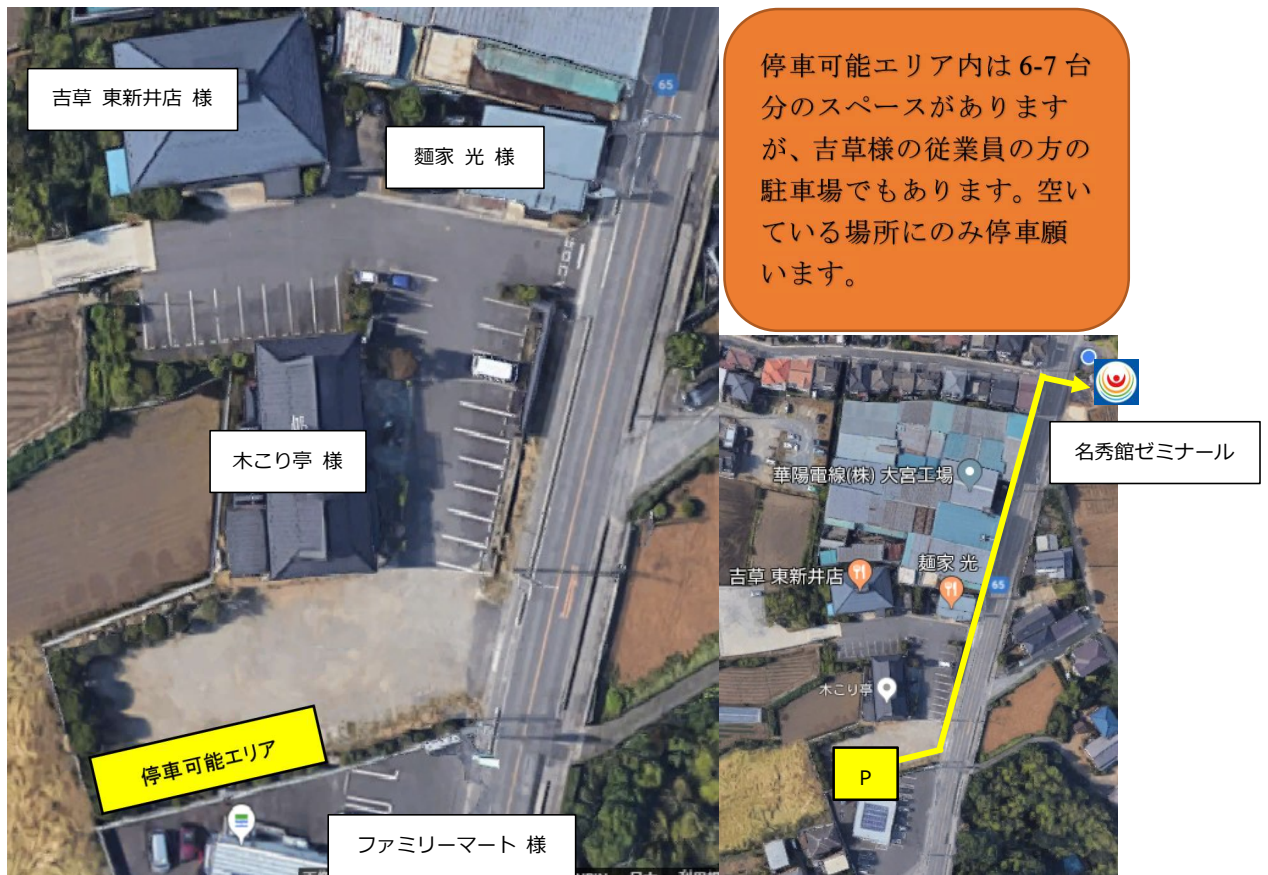 吉草 東新井店 様
65
麵家 光 様
木こり亭 様
停車可能エリア
ファミリーマート 様
停車可能エリア内は 6-7 台
分のスペースがあります
が、吉草様の従業員の方の
駐車場でもあります。空い
ている場所にのみ停車願
います。
名秀館ゼミナール
華陽電線(株) 大宮工場
吉草 東新井店
麺家 光
65
木こり亭
P